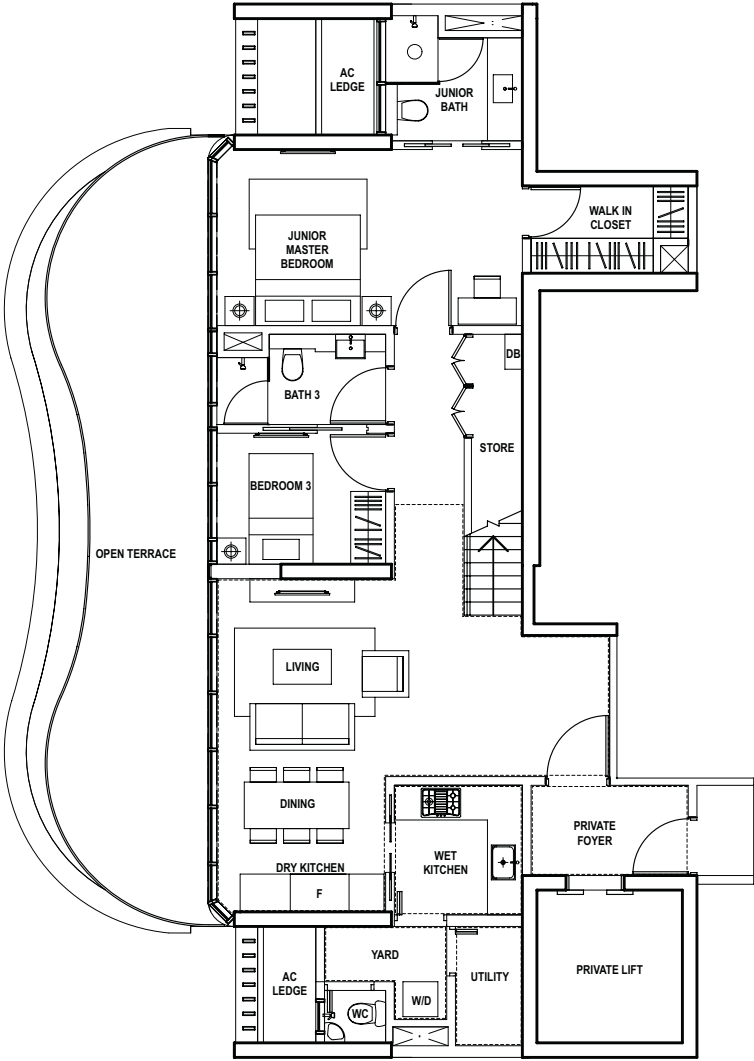 AC
LEDGE
JUNIOR
BATH
WALK IN
CLOSET
JUNIOR
MASTER
BEDROOM
DB
BATH 3
STORE
BEDROOM 3
OPEN TERRACE
LIVING
DINING
PRIVATE
FOYER
WET
KITCHEN
DRY KITCHEN
F
YARD
AC
LEDGE
UTILITY
PRIVATE LIFT
W/D
WC